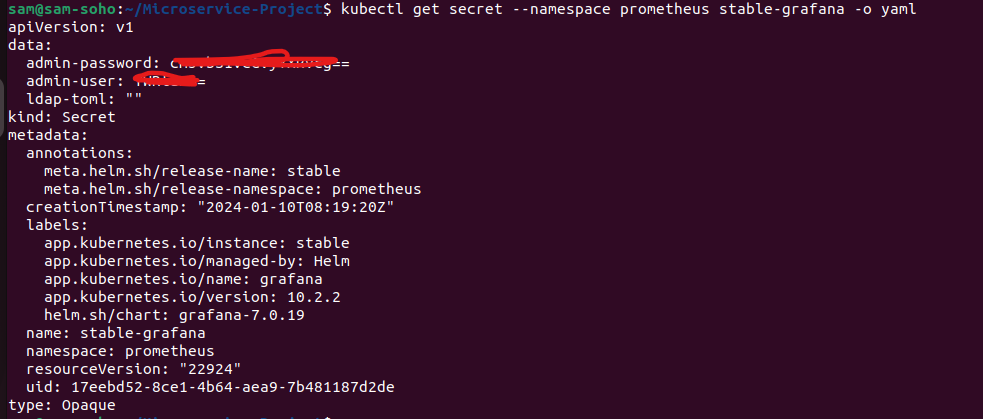 sam@sam-soho:~/Microservice-Project$ kubectl get secret --namespace prometheus stable-grafana -o yaml
apiVersion: v1
data:
  admin-password:
  admin-user:
  ldap-toml: ""
kind: Secret
metadata:
  annotations:
    meta.helm.sh/release-name: stable
    meta.helm.sh/release-namespace: prometheus
  creationTimestamp: "2024-01-10T08:19:20Z"
  labels:
    app.kubernetes.io/instance: stable
    app.kubernetes.io/managed-by: Helm
    app.kubernetes.io/name: grafana
    app.kubernetes.io/version: 10.2.2
    helm.sh/chart: grafana-7.0.19
  name: stable-grafana
  namespace: prometheus
  resourceVersion: "22924"
  uid: 17eebd52-8ce1-4b64-aea9-7b481187d2de
type: Opaque